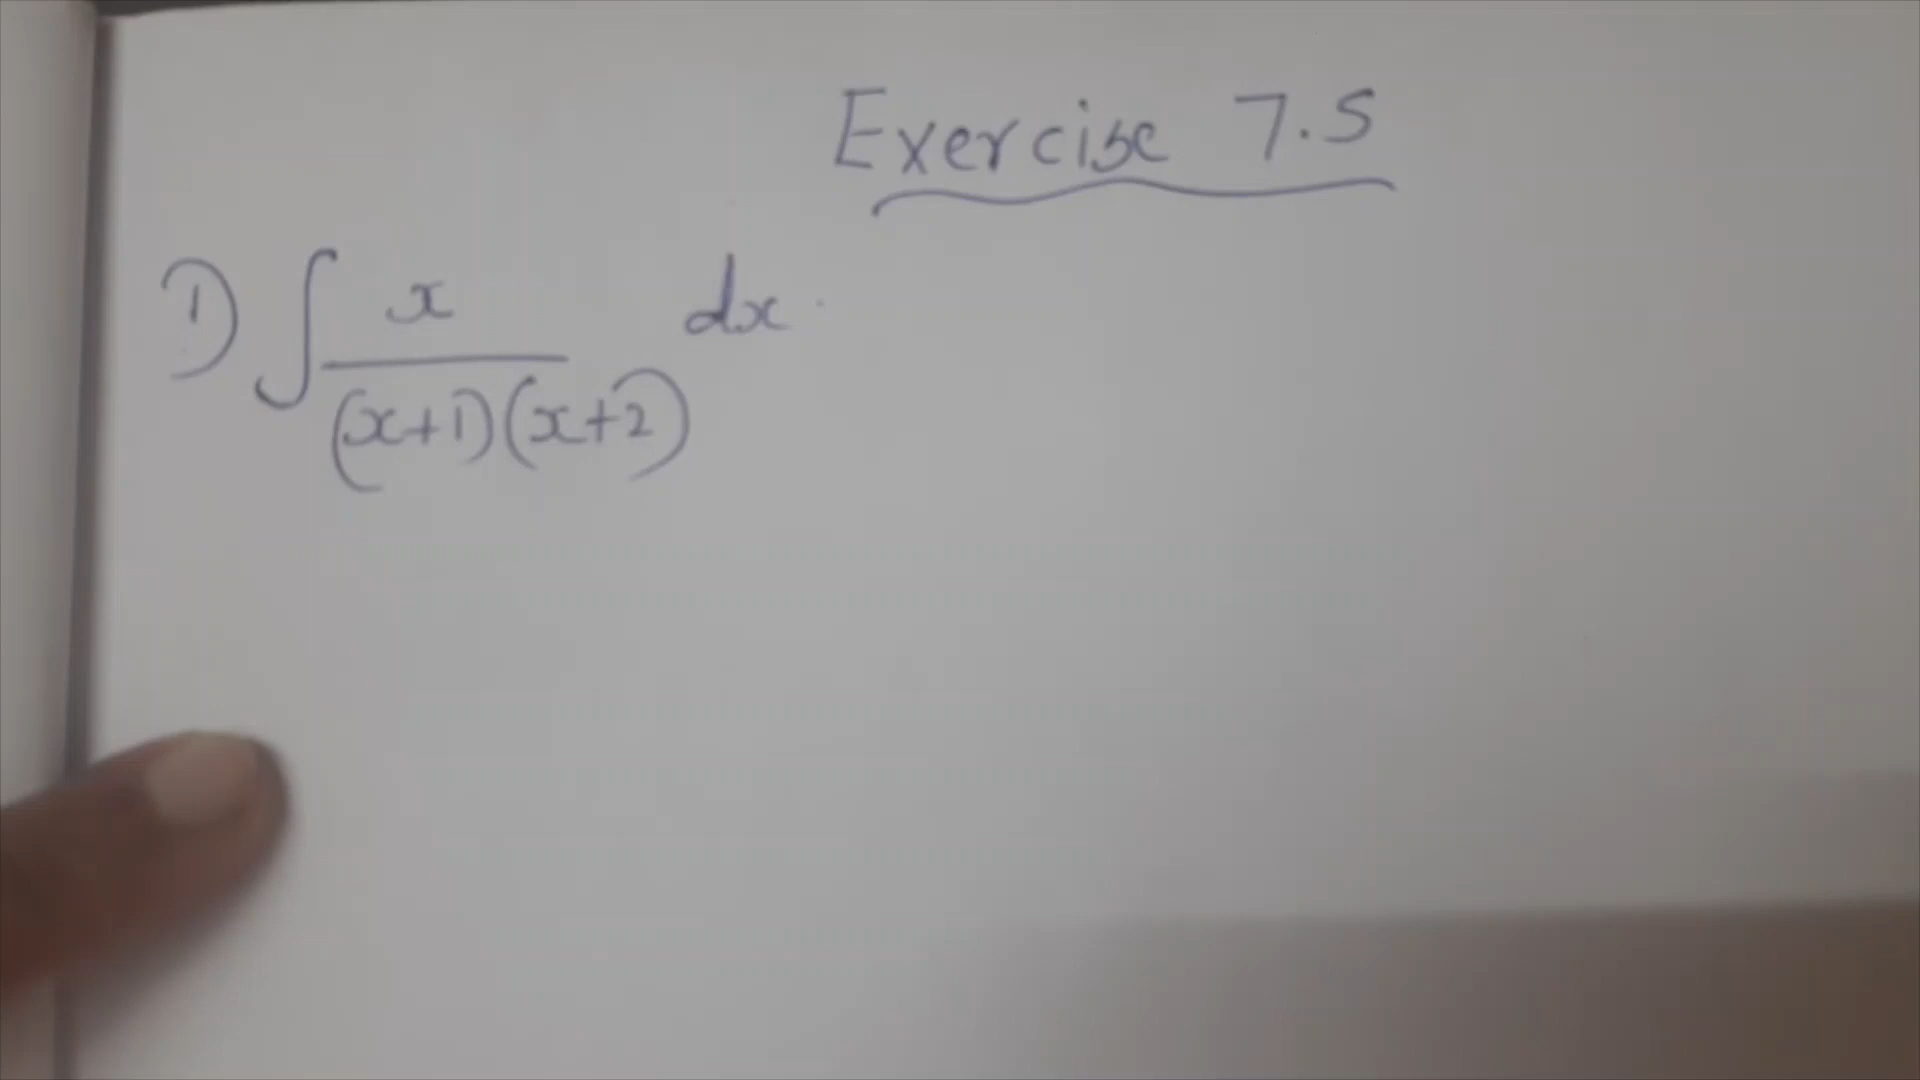 Exercise 7.5
1) ∫ x/(x+1)(x+2) dx.